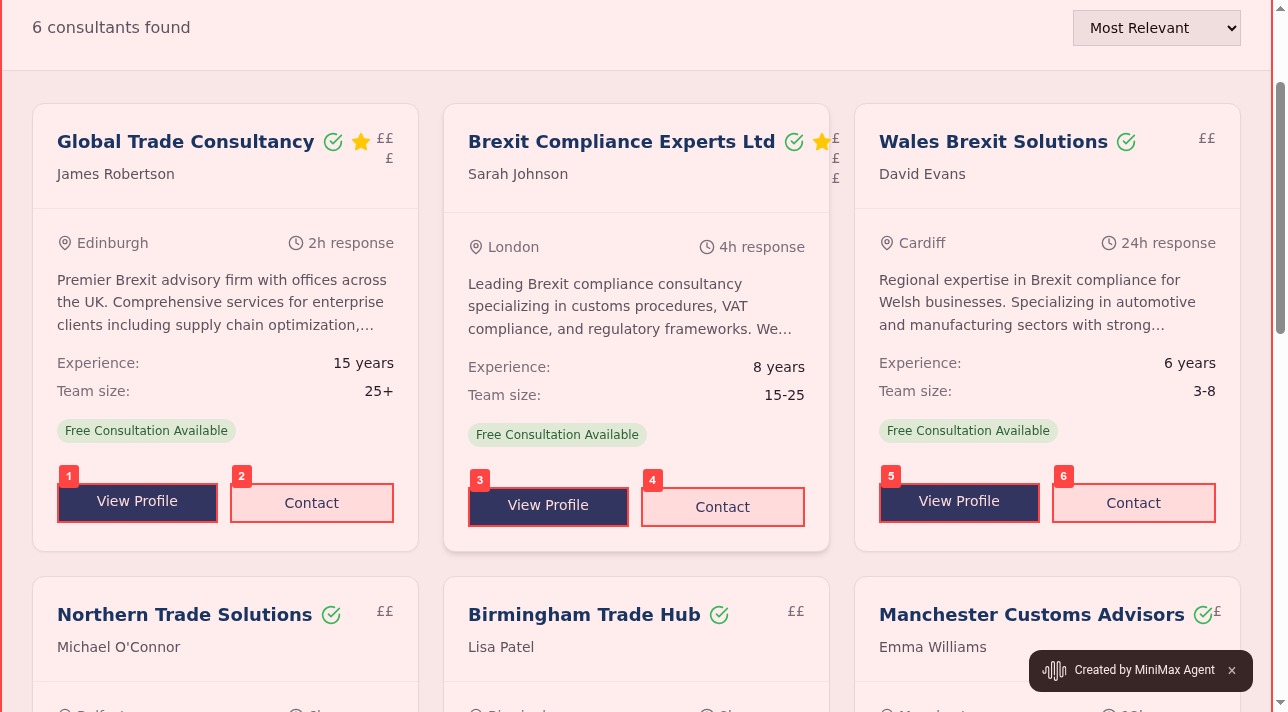 6 consultants found
Most Relevant
Global Trade Consultancy ££
£
James Robertson
Edinburgh 2h response
Premier Brexit advisory firm with offices across
the UK. Comprehensive services for enterprise
clients including supply chain optimization,...
Experience: 15 years
Team size: 25+
Free Consultation Available
1 2
View Profile Contact
Brexit Compliance Experts Ltd £
£
£
Sarah Johnson
London 4h response
Leading Brexit compliance consultancy
specializing in customs procedures, VAT
compliance, and regulatory frameworks. We...
Experience: 8 years
Team size: 15-25
Free Consultation Available
3 4
View Profile Contact
Wales Brexit Solutions ££
David Evans
Cardiff 24h response
Regional expertise in Brexit compliance for
Welsh businesses. Specializing in automotive
and manufacturing sectors with strong...
Experience: 6 years
Team size: 3-8
Free Consultation Available
5 6
View Profile Contact
Northern Trade Solutions ££
Michael O'Connor
Birmingham Trade Hub ££
Lisa Patel
Manchester Customs Advisors £
Emma Williams
Created by MiniMax Agent ×